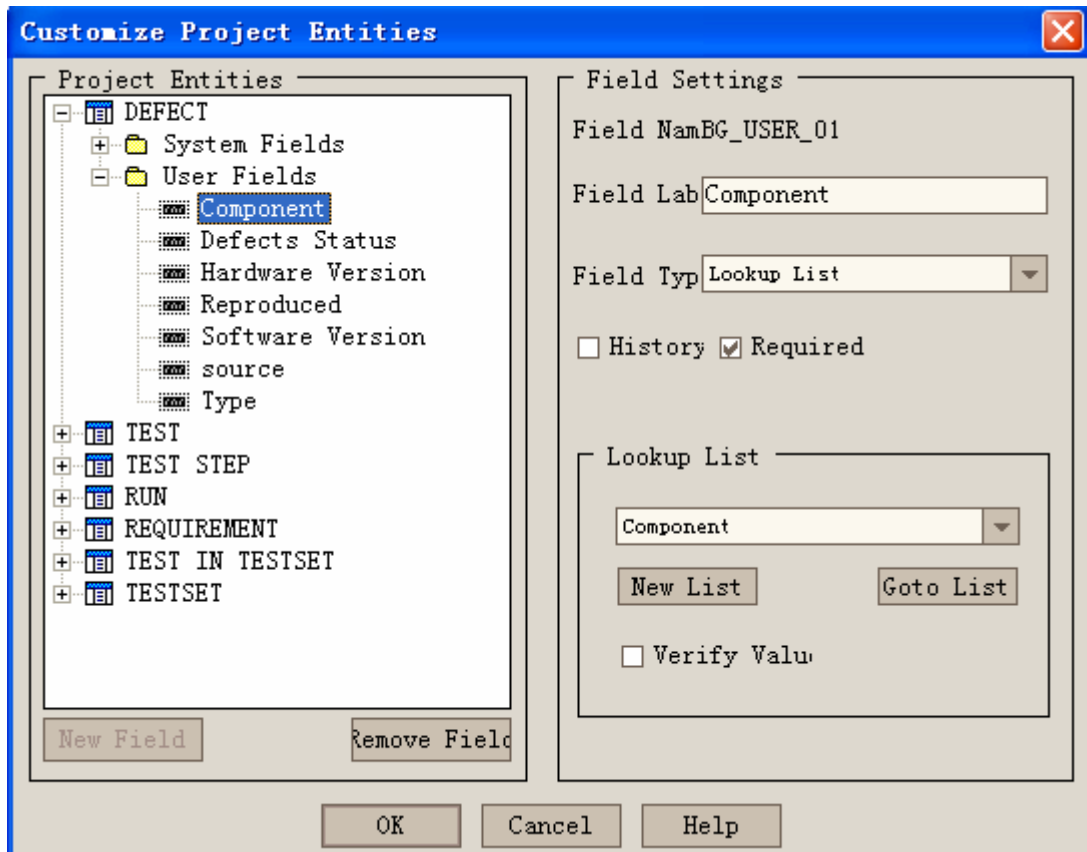 Customize Project Entities
Project Entities
DEFECT
System Fields
User Fields
Component
Defects Status
Hardware Version
Reproduced
Software Version
source
Type
TEST
TEST STEP
RUN
REQUIREMENT
TEST IN TESTSET
TESTSET
New Field
Remove Field
Field Settings
Field NamBG_USER_01
Field Lab Component
Field Typ Lookup List
History Required
Lookup List
Component
New List Goto List
Verify Valu
OK Cancel Help